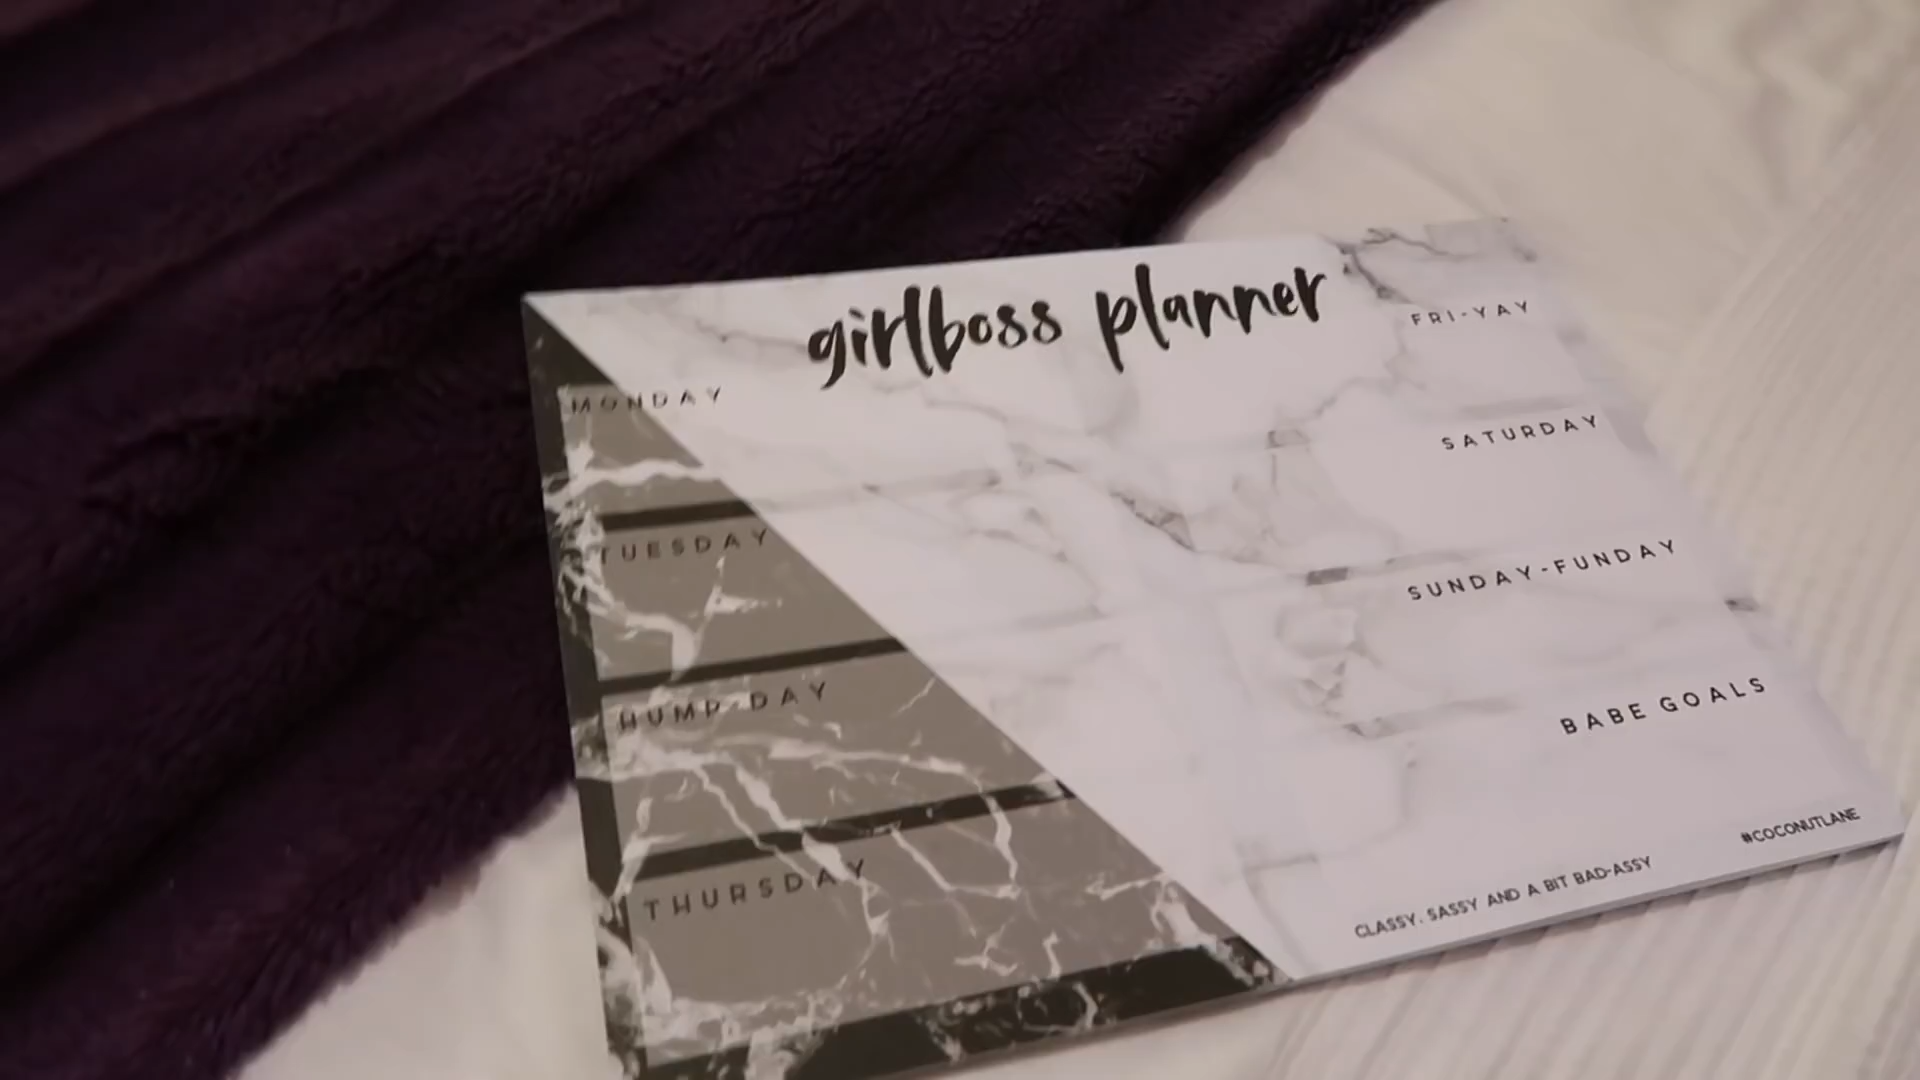 girlboss planner
MONDAY
TUESDAY
HUMP-DAY
THURSDAY
FRI-YAY
SATURDAY
SUNDAY-FUNDAY
BABE GOALS
CLASSY, SASSY AND A BIT BAD-ASSY
#COCONUTLANE